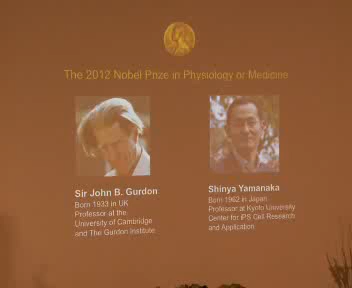 The 2012 Nobel Prize in Physiology or Medicine
Sir John B. Gurdon
Born 1933 in UK
Professor at the
University of Cambridge
and The Gurdon Institute
Shinya Yamanaka
Born 1962 in Japan
Professor at Kyoto University
Center for iPS Cell Research
and Application